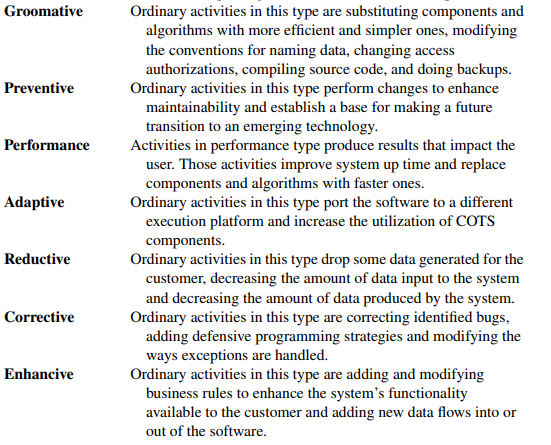 Groomative Ordinary activities in this type are substituting components and
algorithms with more efficient and simpler ones, modifying
the conventions for naming data, changing access
authorizations, compiling source code, and doing backups.
Preventive Ordinary activities in this type perform changes to enhance
maintainability and establish a base for making a future
transition to an emerging technology.
Performance Activities in performance type produce results that impact the
user. Those activities improve system up time and replace
components and algorithms with faster ones.
Adaptive Ordinary activities in this type port the software to a different
execution platform and increase the utilization of COTS
components.
Reductive Ordinary activities in this type drop some data generated for the
customer, decreasing the amount of data input to the system
and decreasing the amount of data produced by the system.
Corrective Ordinary activities in this type are correcting identified bugs,
adding defensive programming strategies and modifying the
ways exceptions are handled.
Enhancive Ordinary activities in this type are adding and modifying
business rules to enhance the system's functionality
available to the customer and adding new data flows into or
out of the software.